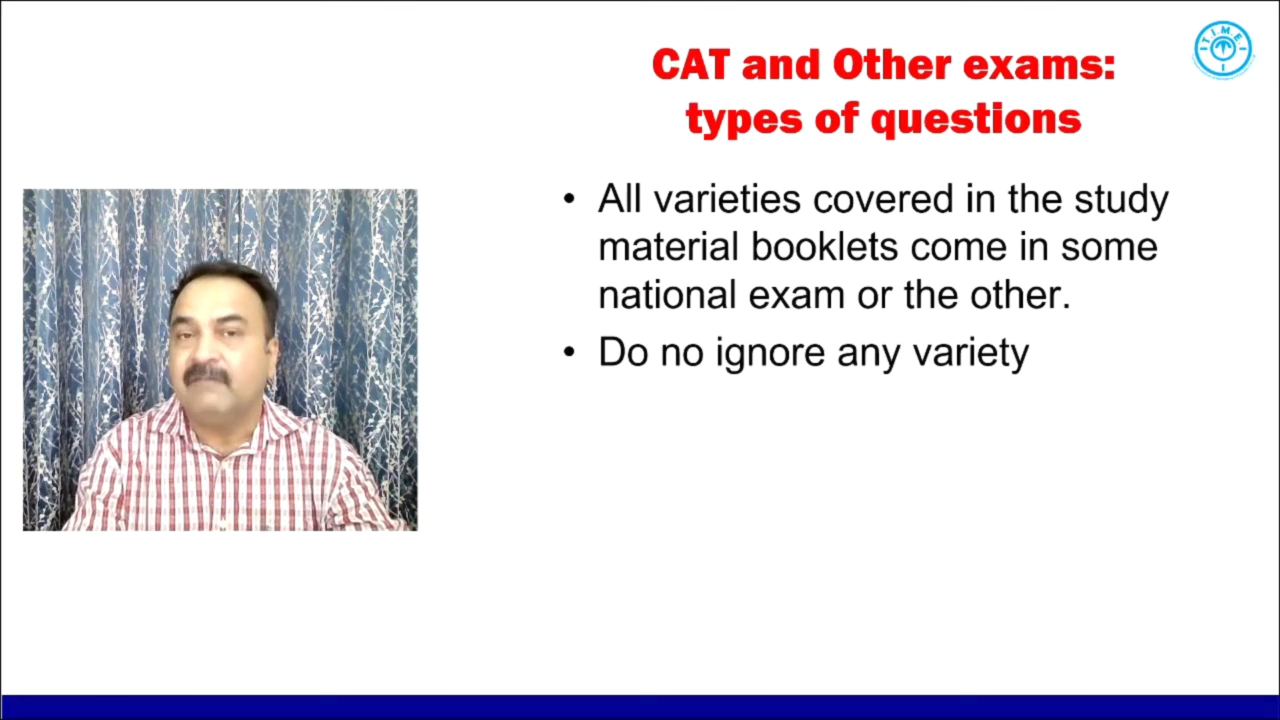 CAT and Other exams:
types of questions
T.I.M.E.
• All varieties covered in the study
material booklets come in some
national exam or the other.
• Do no ignore any variety